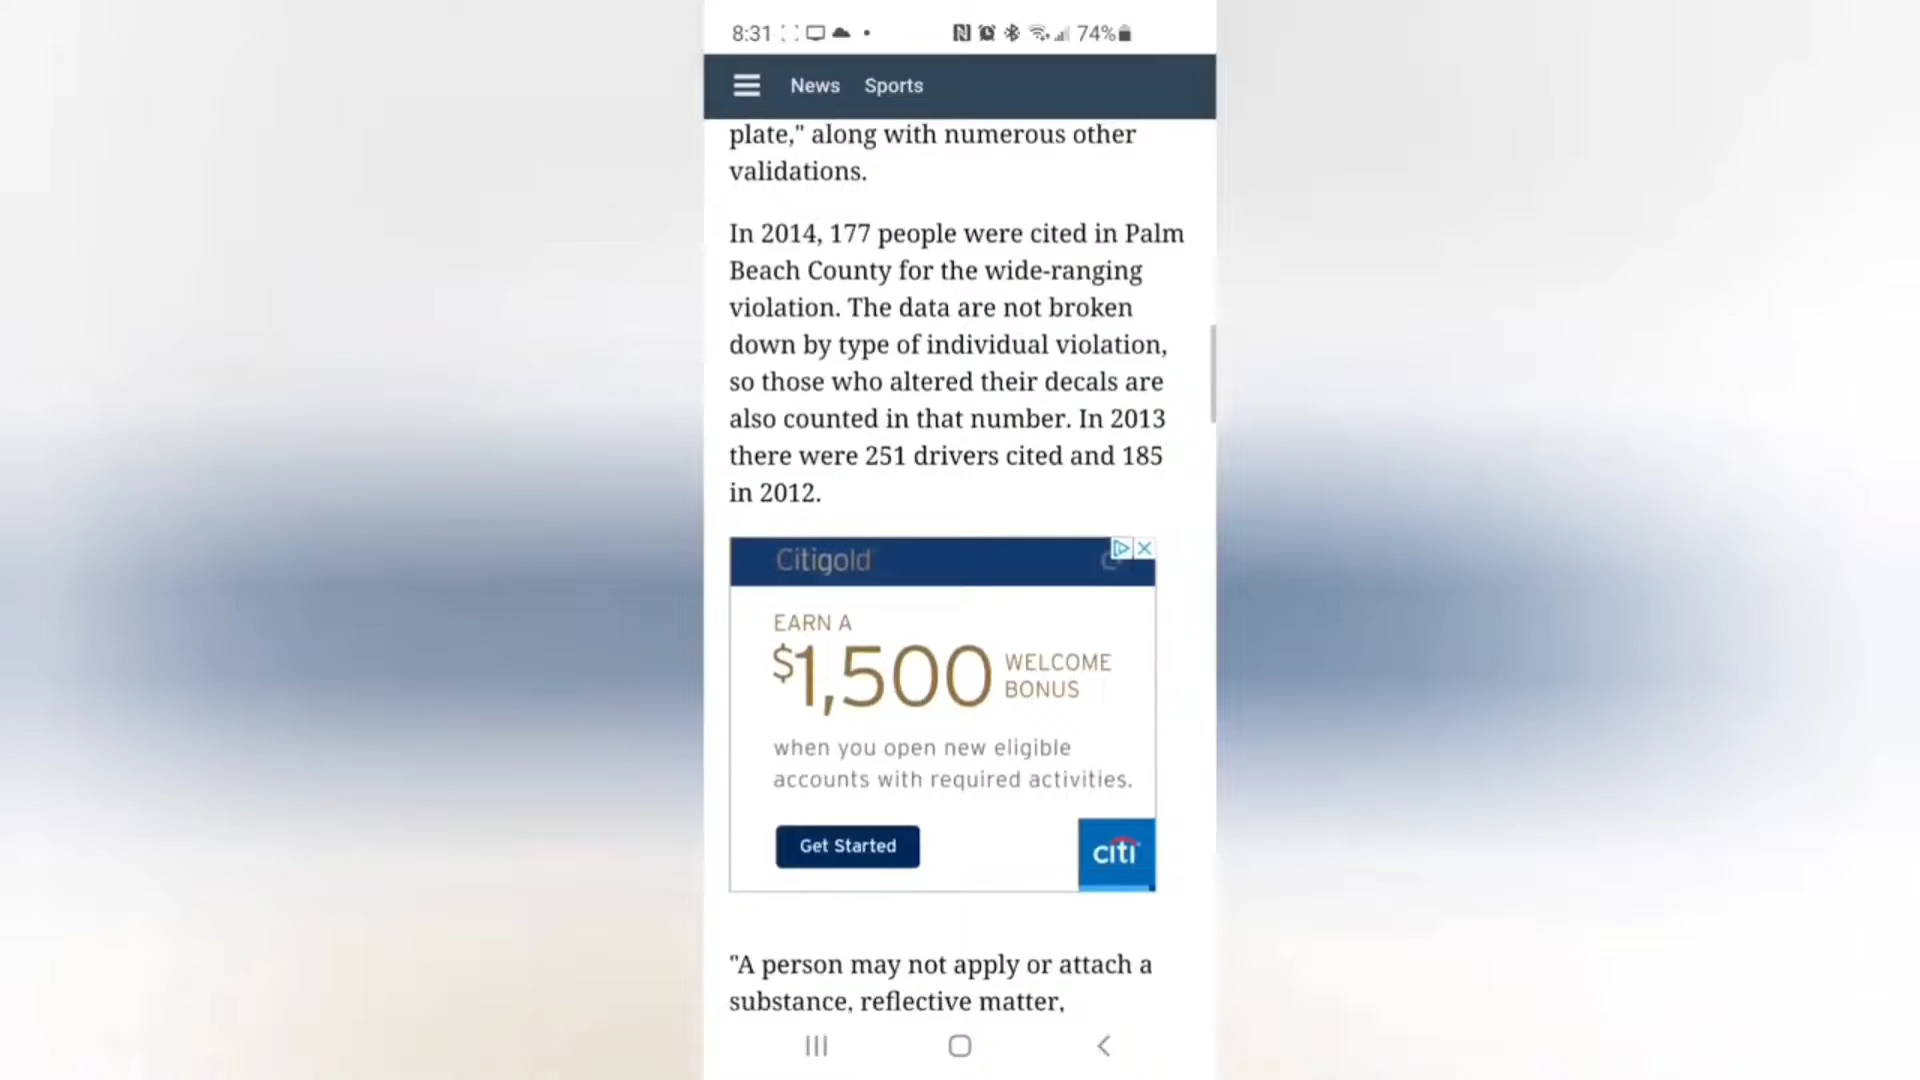 8:31 74%
News Sports
plate," along with numerous other
validations.
In 2014, 177 people were cited in Palm
Beach County for the wide-ranging
violation. The data are not broken
down by type of individual violation,
so those who altered their decals are
also counted in that number. In 2013
there were 251 drivers cited and 185
in 2012.
Citigold
EARN A
$1,500 WELCOME
BONUS
when you open new eligible
accounts with required activities.
Get Started
citi
"A person may not apply or attach a
substance, reflective matter,